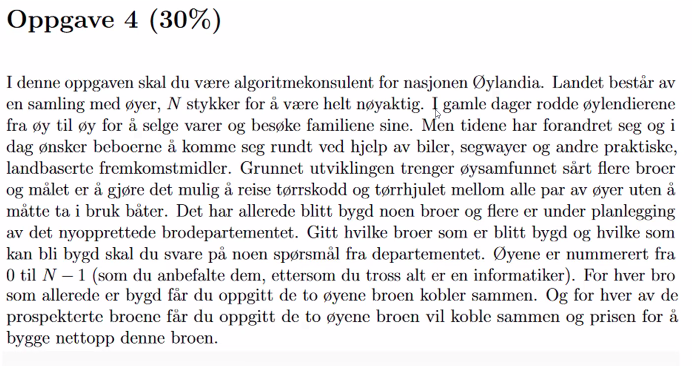 Oppgave 4 (30%)
I denne oppgaven skal du være algoritmekonsulent for nasjonen Øylandia. Landet består av
en samling med øyer, N stykker for å være helt nøyaktig. I gamle dager rodde øylendierene
fra øy til øy for å selge varer og besøke familiene sine. Men tidene har forandret seg og i
dag ønsker beboerne å komme seg rundt ved hjelp av biler, segwayer og andre praktiske,
landbaserte fremkomstmidler. Grunnet utviklingen trenger øysamfunnet sårt flere broer
og målet er å gjøre det mulig å reise tørrskodd og tørrhjulet mellom alle par av øyer uten å
måtte ta i bruk båter. Det har allerede blitt bygd noen broer og flere er under planlegging
av det nyopprettede brodepartementet. Gitt hvilke broer som er blitt bygd og hvilke som
kan bli bygd skal du svare på noen spørsmål fra departementet. Øyene er nummerert fra
0 til N − 1 (som du anbefalte dem, ettersom du tross alt er en informatiker). For hver bro
som allerede er bygd får du oppgitt de to øyene broen kobler sammen. Og for hver av de
prospekterte broene får du oppgitt de to øyene broen vil koble sammen og prisen for å
bygge nettopp denne broen.